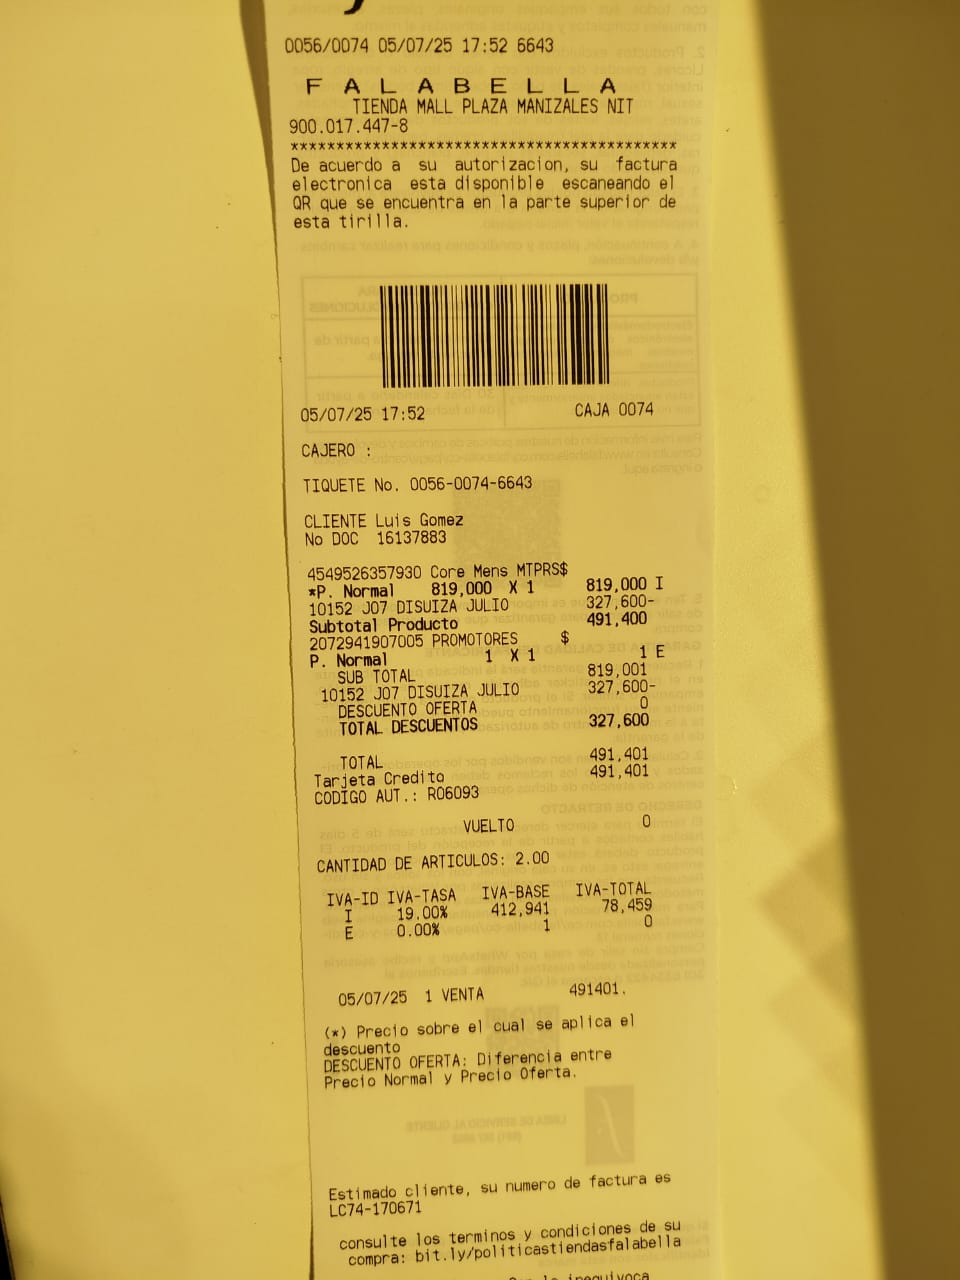 0056/0074 05/07/25 17:52 6643
F A L A B E L L A
TIENDA MALL PLAZA MANIZALES NIT
900.017.447-8
*******************************************
De acuerdo a su autorizacion, su factura
electronica esta disponible escaneando el
QR que se encuentra en la parte superior de
esta tirilla.
05/07/25 17:52 CAJA 0074
CAJERO :
TIQUETE No. 0056-0074-6643
CLIENTE Luis Gomez
No DOC 16137883
4549526357930 Core Mens MTPRS$
*P. Normal 819,000 X 1 819,000 I
10152 J07 DISUIZA JULIO 327,600-
Subtotal Producto 491,400
2072941907005 PROMOTORES $
P. Normal 1 X 1 1 E
SUB TOTAL 819,001
10152 J07 DISUIZA JULIO 327,600-
DESCUENTO OFERTA 0
TOTAL DESCUENTOS 327,600
TOTAL 491,401
Tarjeta Credito 491,401
CODIGO AUT.: R06093
VUELTO 0
CANTIDAD DE ARTICULOS: 2.00
IVA-ID IVA-TASA IVA-BASE IVA-TOTAL
I 19.00% 412,941 78,459
E 0.00% 1 0
05/07/25 1 VENTA 491401.
(*) Precio sobre el cual se aplica el
descuento
DESCUENTO OFERTA: Diferencia entre
Precio Normal y Precio Oferta.
Estimado cliente, su numero de factura es
LC74-170671
consulte los terminos y condiciones de su
compra: bit.ly/politicastiendasfalabella